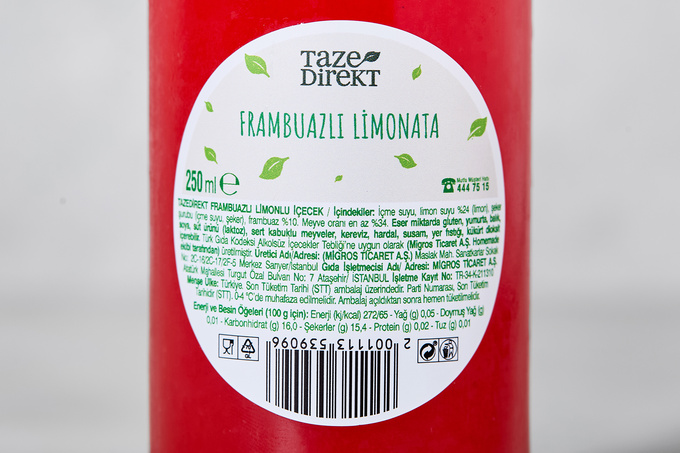 Taze
DirekT
FRAMBUAZLI LİMONATA
250 ml ℮
Mutlu Müşteri Hattı
444 75 15
TAZEDİREKT FRAMBUAZLI LİMONLU İÇECEK / İçindekiler: İçme suyu, limon suyu %24 (limon), şeker
şurubu (içme suyu, şeker), frambuaz %10. Meyve oranı en az %34. Eser miktarda gluten, yumurta, balık,
soya, süt ürünü (laktoz), sert kabuklu meyveler, kereviz, hardal, susam, yer fıstığı, kükürt dioksit
içerebilir. Türk Gıda Kodeksi Alkolsüz İçecekler Tebliği'ne uygun olarak (Migros Ticaret A.Ş. Homemade
ekibi tarafından) üretilmiştir. Üretici Adı/Adresi: (MİGROS TİCARET A.Ş.) Maslak Mah. Sanatkarlar Sokak
No: 2C-16/2C-17/2F-5 Merkez Sarıyer/İstanbul Gıda İşletmecisi Adı/ Adresi: MİGROS TİCARET A.Ş.
Atatürk Mghallesi Turgut Özal Bulvarı No: 7 Ataşehir/ İSTANBUL İşletme Kayıt No: TR-34-K-211310
Menşe Ülke: Türkiye. Son Tüketim Tarihi (STT) ambalaj üzerindedir. Parti Numarası, Son Tüketim
Tarihidir (STT). 0-4 °C'de muhafaza edilmelidir. Ambalaj açıldıktan sonra hemen tüketilmelidir.
Enerji ve Besin Öğeleri (100 g için): Enerji (kj/kcal) 272/65 - Yağ (g) 0,05 - Doymuş Yağ (g)
0,01 - Karbonhidrat (g) 16,0 - Şekerler (g) 15,4 - Protein (g) 0,02 - Tuz (g) 0,01
2 001113 539096